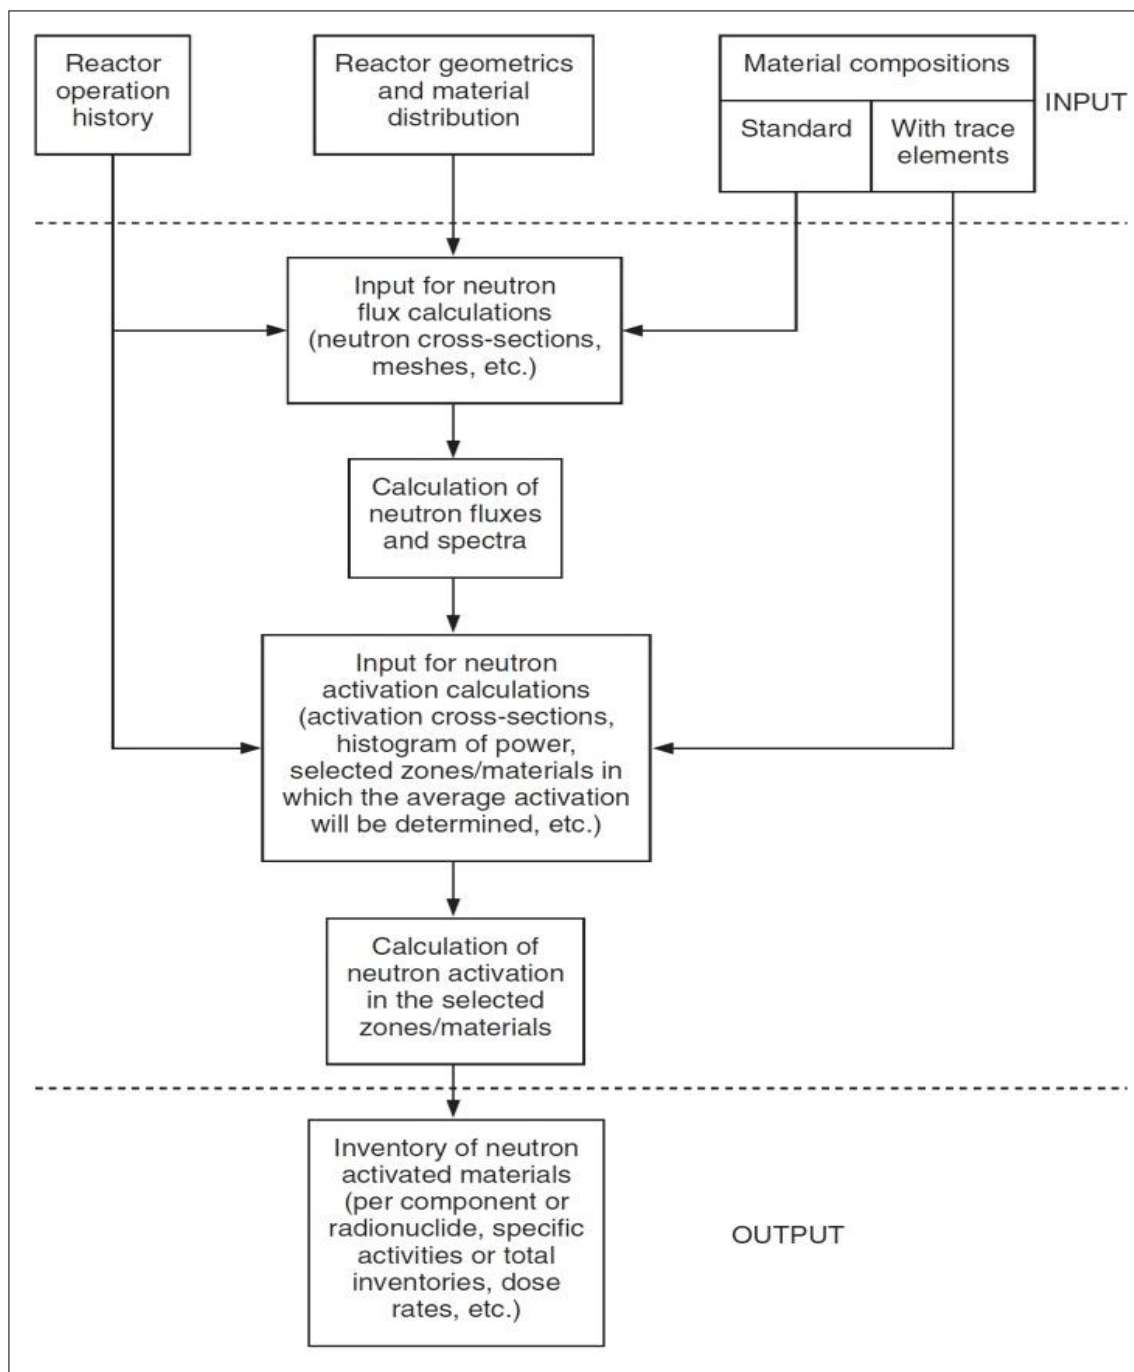 Reactor
operation
history
Reactor geometrics
and material
distribution
Material compositions
Standard
With trace
elements
INPUT
Input for neutron
flux calculations
(neutron cross-sections,
meshes, etc.)
Calculation of
neutron fluxes
and spectra
Input for neutron
activation calculations
(activation cross-sections,
histogram of power,
selected zones/materials in
which the average activation
will be determined, etc.)
Calculation of
neutron activation
in the selected
zones/materials
Inventory of neutron
activated materials
(per component or
radionuclide, specific
activities or total
inventories, dose
rates, etc.)
OUTPUT